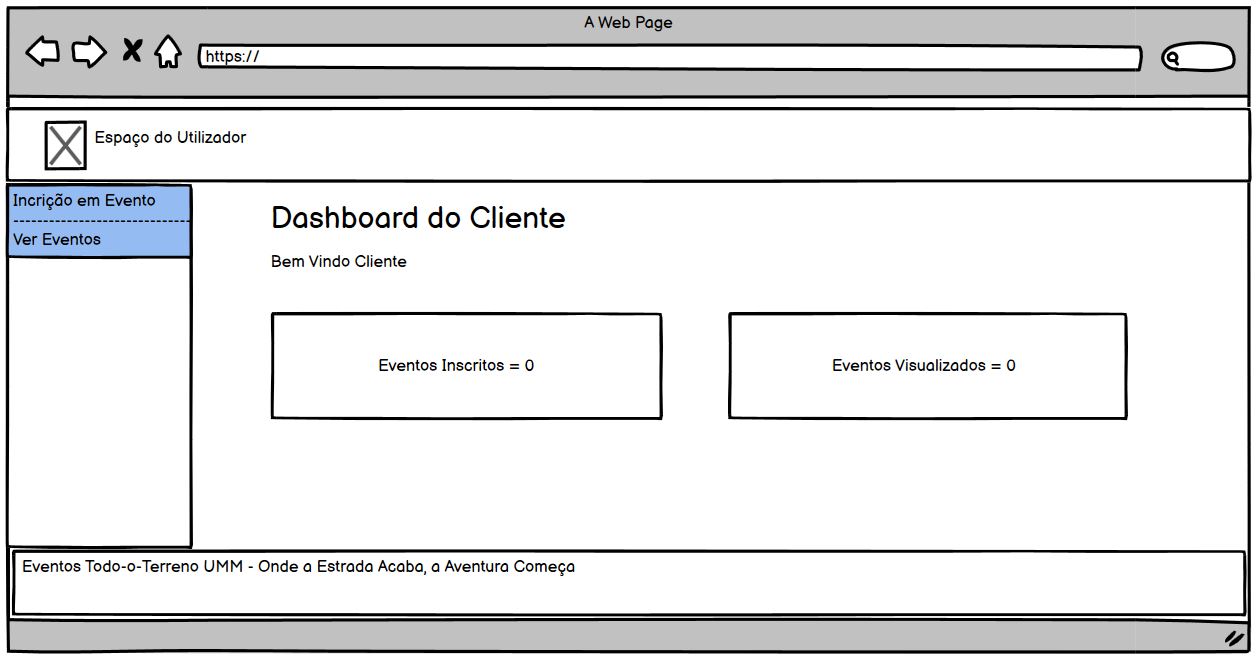 A Web Page
https://
Espaço do Utilizador
Incrição em Evento
Ver Eventos
Dashboard do Cliente
Bem Vindo Cliente
Eventos Inscritos = 0
Eventos Visualizados = 0
Eventos Todo-o-Terreno UMM - Onde a Estrada Acaba, a Aventura Começa